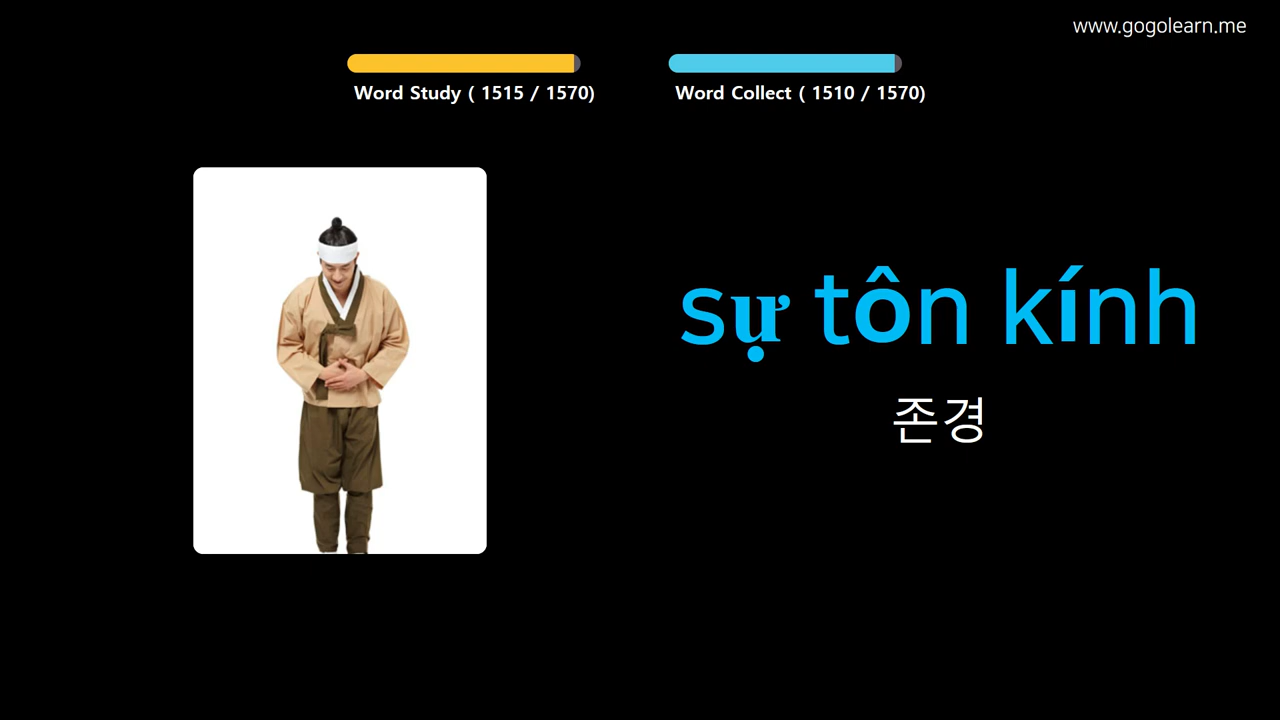 www.gogolearn.me
Word Study ( 1515 / 1570)
Word Collect ( 1510 / 1570)
sự tôn kính
존경